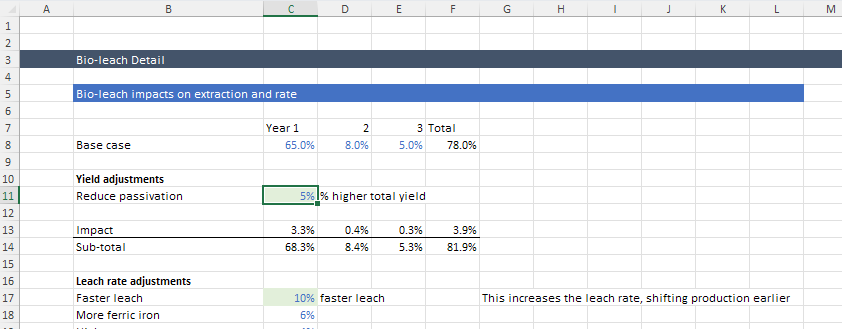 A B C D E F G H I J K L M
1
2
3 Bio-leach Detail
4
5 Bio-leach impacts on extraction and rate
6
7 Year 1 2 3 Total
8 Base case 65.0% 8.0% 5.0% 78.0%
9
10 Yield adjustments
11 Reduce passivation 5% % higher total yield
12
13 Impact 3.3% 0.4% 0.3% 3.9%
14 Sub-total 68.3% 8.4% 5.3% 81.9%
15
16 Leach rate adjustments
17 Faster leach 10% faster leach This increases the leach rate, shifting production earlier
18 More ferric iron 6%